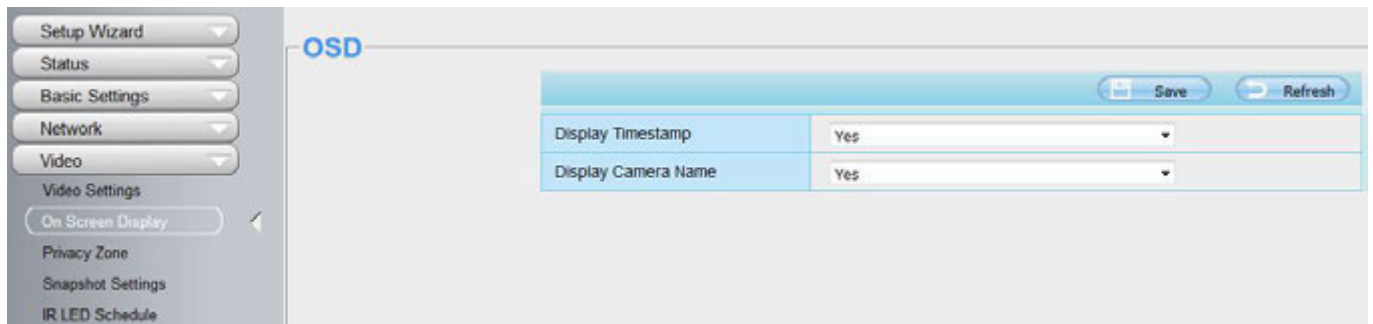 Setup Wizard
Status
Basic Settings
Network
Video
Video Settings
On Screen Display
Privacy Zone
Snapshot Settings
IR LED Schedule
OSD
Save Refresh
Display Timestamp Yes
Display Camera Name Yes